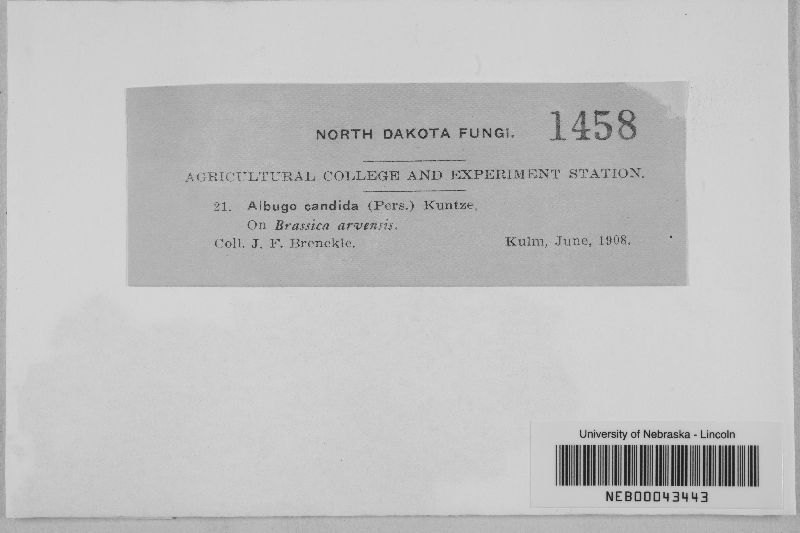 NORTH DAKOTA FUNGI. 1458
AGRICULTURAL COLLEGE AND EXPERIMENT STATION.
21. Albugo candida (Pers.) Kuntze.
On Brassica arvensis.
Coll. J. F. Brenckle. Kulm, June, 1908.
University of Nebraska - Lincoln
NEB00043443